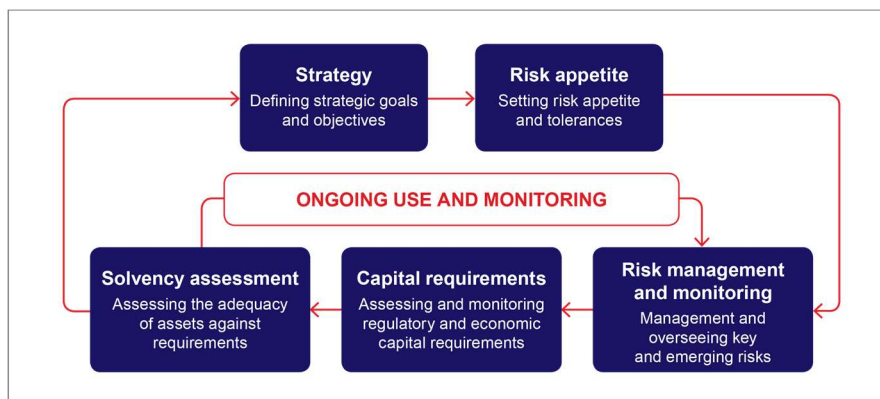 Strategy
Defining strategic goals
and objectives
Risk appetite
Setting risk appetite
and tolerances
ONGOING USE AND MONITORING
Solvency assessment
Assessing the adequacy
of assets against
requirements
Capital requirements
Assessing and monitoring
regulatory and economic
capital requirements
Risk management
and monitoring
Management and
overseeing key
and emerging risks